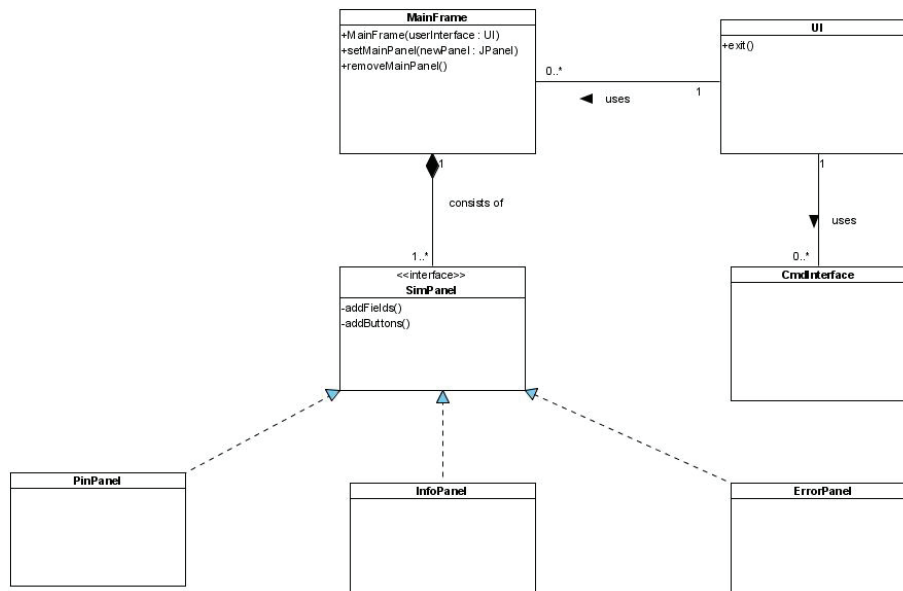 MainFrame
+MainFrame(userInterface : UI)
+setMainPanel(newPanel : JPanel)
+removeMainPanel()
UI
+exit()
0..*
uses
1
1
consists of
1..*
1
uses
0..*
<<interface>>
SimPanel
-addFields()
-addButtons()
CmdInterface
PinPanel
InfoPanel
ErrorPanel